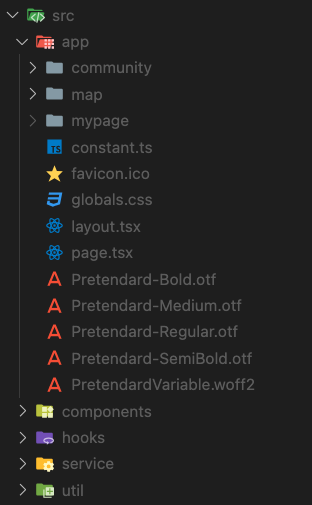 src
app
community
map
mypage
TS constant.ts
favicon.ico
globals.css
layout.tsx
page.tsx
Pretendard-Bold.otf
Pretendard-Medium.otf
Pretendard-Regular.otf
Pretendard-SemiBold.otf
PretendardVariable.woff2
components
hooks
service
util